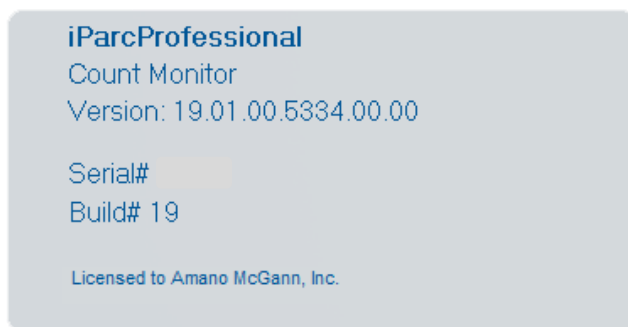 iParcProfessional
Count Monitor
Version: 19.01.00.5334.00.00
Serial#
Build# 19
Licensed to Amano McGann, Inc.